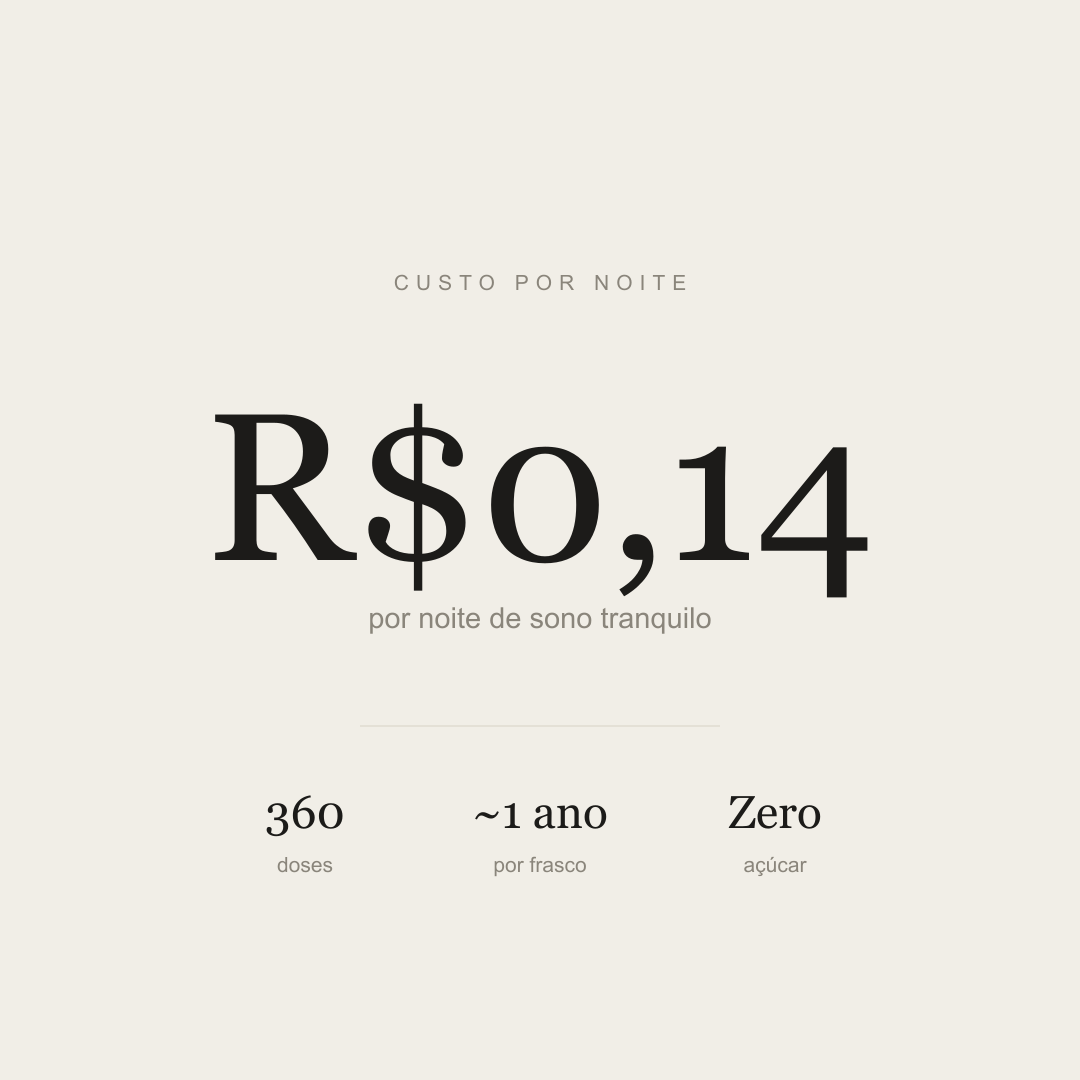 CUSTO POR NOITE
R$0,14
por noite de sono tranquilo
360 ~1 ano Zero
doses por frasco açúcar